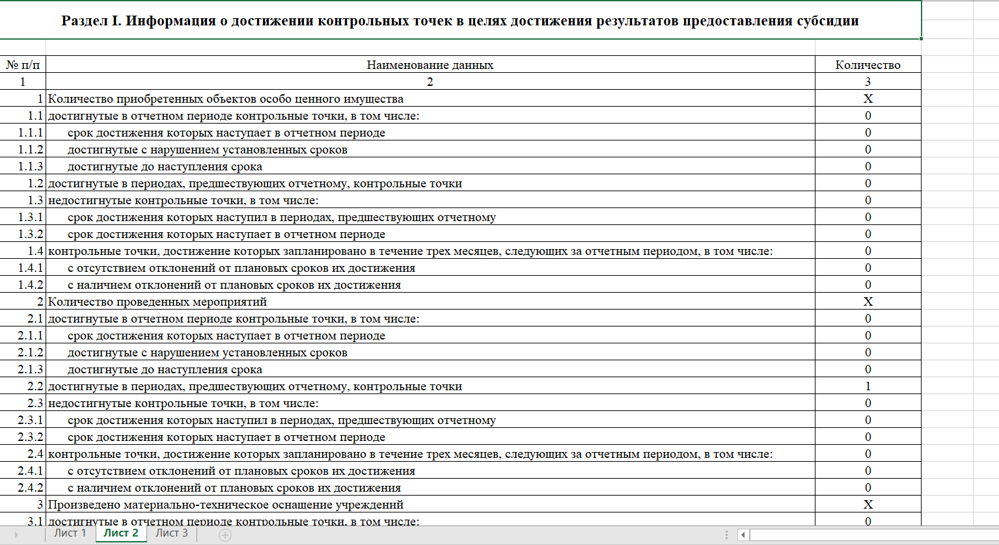 Раздел I. Информация о достижении контрольных точек в целях достижения результатов предоставления субсидии
№ п/п Наименование данных Количество
1 2 3
1 Количество приобретенных объектов особо ценного имущества X
1.1 достигнутые в отчетном периоде контрольные точки, в том числе: 0
1.1.1 срок достижения которых наступает в отчетном периоде 0
1.1.2 достигнутые с нарушением установленных сроков 0
1.1.3 достигнутые до наступления срока 0
1.2 достигнутые в периодах, предшествующих отчетному, контрольные точки 0
1.3 недостигнутые контрольные точки, в том числе: 0
1.3.1 срок достижения которых наступил в периодах, предшествующих отчетному 0
1.3.2 срок достижения которых наступает в отчетном периоде 0
1.4 контрольные точки, достижение которых запланировано в течение трех месяцев, следующих за отчетным периодом, в том числе: 0
1.4.1 с отсутствием отклонений от плановых сроков их достижения 0
1.4.2 с наличием отклонений от плановых сроков их достижения 0
2 Количество проведенных мероприятий X
2.1 достигнутые в отчетном периоде контрольные точки, в том числе: 0
2.1.1 срок достижения которых наступает в отчетном периоде 0
2.1.2 достигнутые с нарушением установленных сроков 0
2.1.3 достигнутые до наступления срока 0
2.2 достигнутые в периодах, предшествующих отчетному, контрольные точки 1
2.3 недостигнутые контрольные точки, в том числе: 0
2.3.1 срок достижения которых наступил в периодах, предшествующих отчетному 0
2.3.2 срок достижения которых наступает в отчетном периоде 0
2.4 контрольные точки, достижение которых запланировано в течение трех месяцев, следующих за отчетным периодом, в том числе: 0
2.4.1 с отсутствием отклонений от плановых сроков их достижения 0
2.4.2 с наличием отклонений от плановых сроков их достижения 0
3 Произведено материально-техническое оснащение учреждений X
3.1 достигнутые в отчетном периоде контрольные точки, в том числе: 0
Лист 1 Лист 2 Лист 3